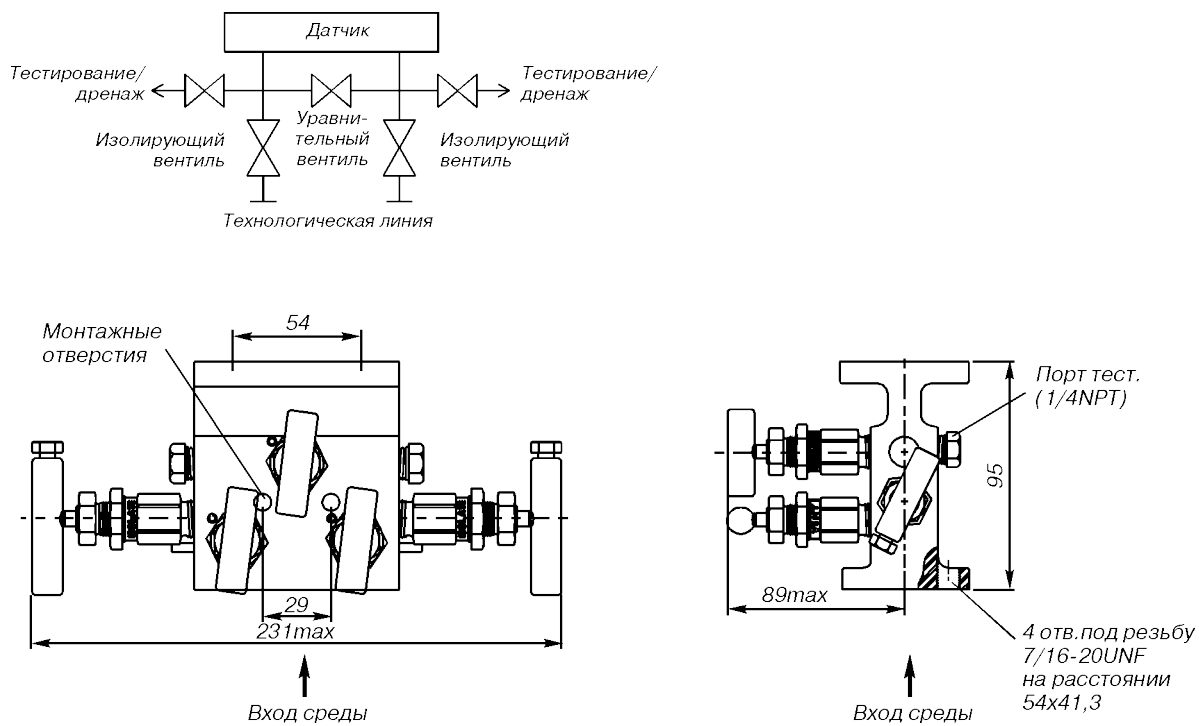 Датчик
Тестирование/
дренаж
Тестирование/
дренаж
Изолирующий
вентиль
Уравни-
тельный
вентиль
Изолирующий
вентиль
Технологическая линия
Монтажные
отверстия
54
29
231max
Вход среды
Порт тест.
(1/4NPT)
95
89max
4 отв.под резьбу
7/16-20UNF
на расстоянии
54x41,3
Вход среды